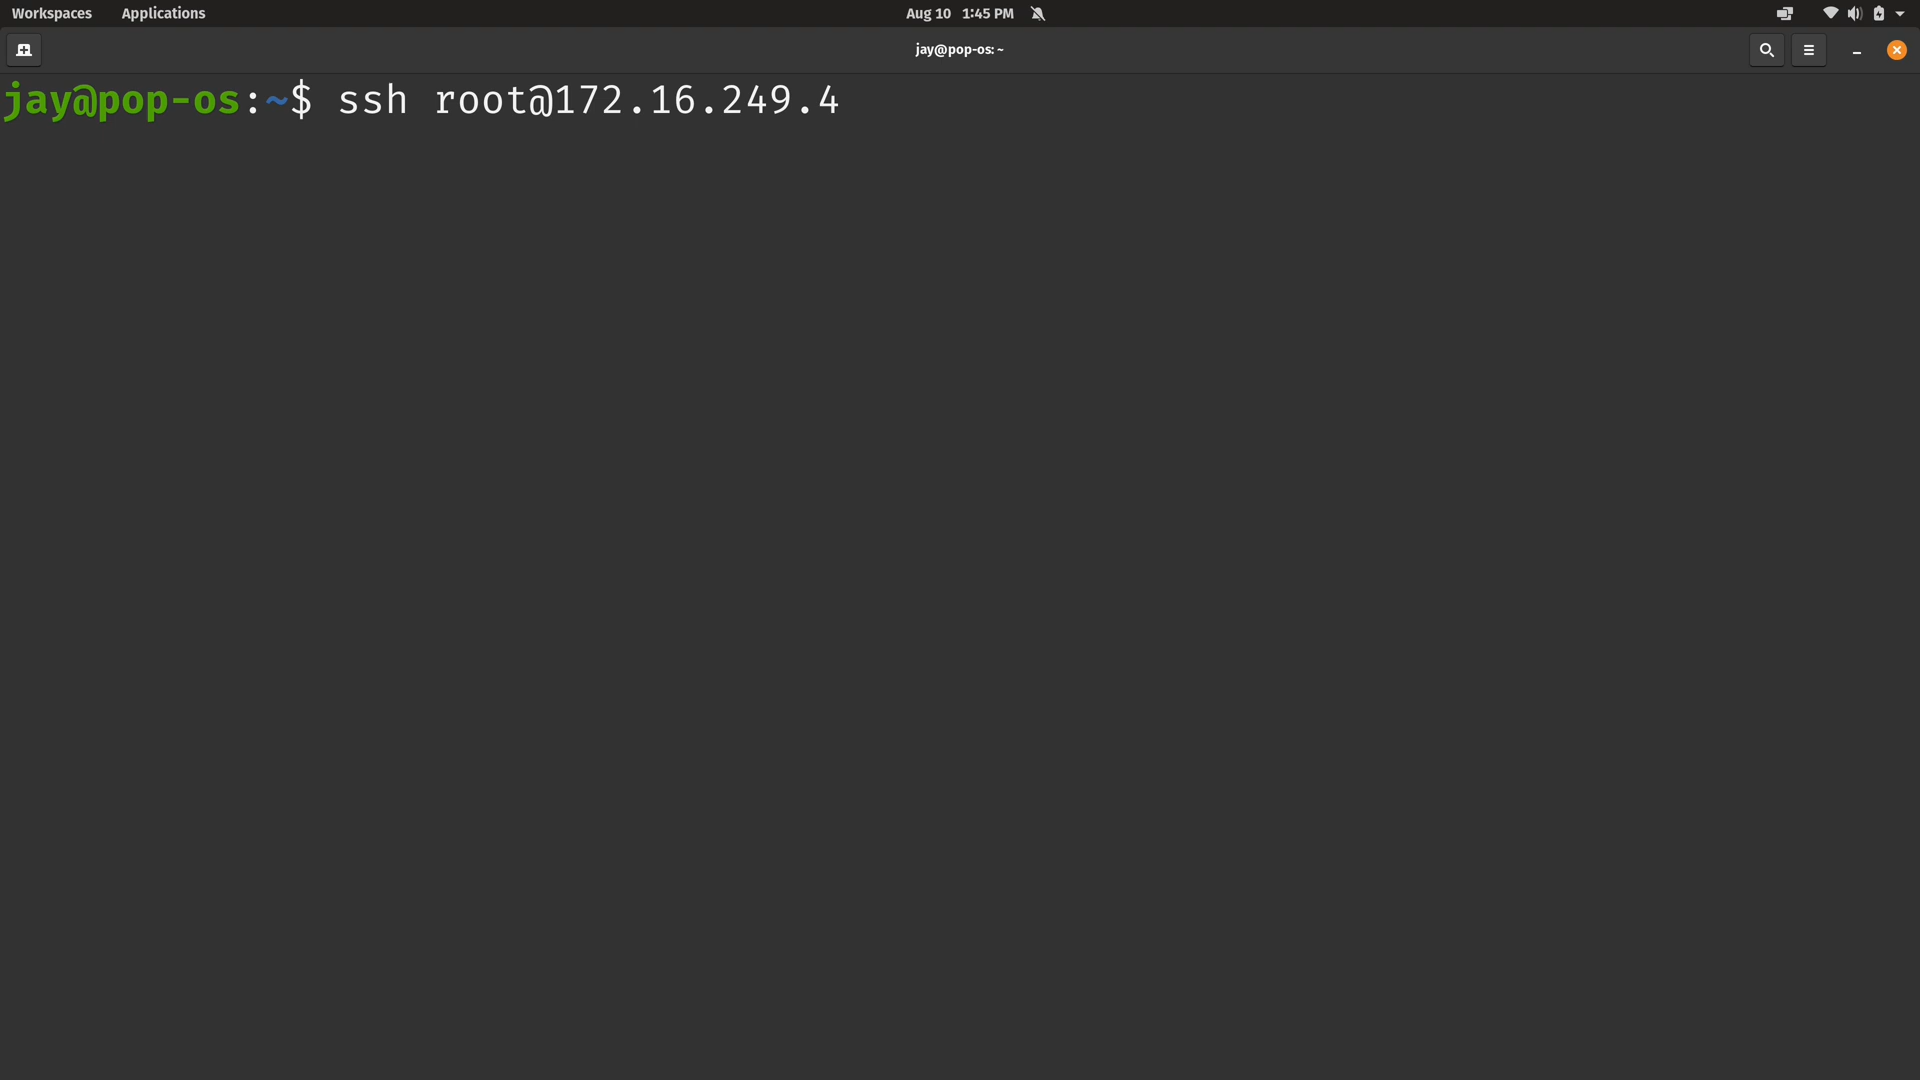 Workspaces Applications Aug 10 1:45 PM
jay@pop-os: ~
jay@pop-os:~$ ssh root@172.16.249.4